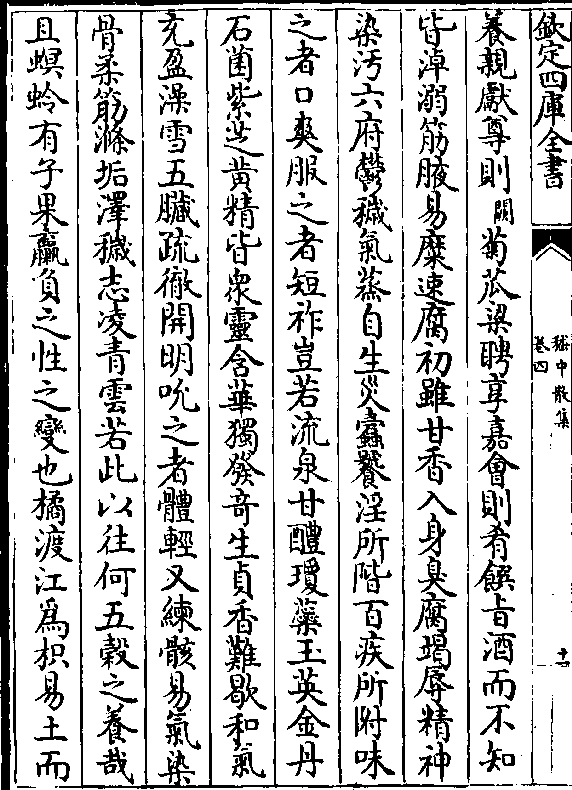 欽定四庫全書
嵇中散集
卷四
十一
養親獻尊則闕菊苽粱聘享嘉會則肴饌旨酒而不知
皆淖溺筋腋易糜速腐初雖甘香入身臭腐竭辱精神
染汚六府鬱穢氣蒸自生災蠹饕淫所階百疾所附味
之者口爽服之者短祚豈若流泉甘醴瓊蘂玉英金丹
石菌紫芝黄精皆衆靈含英獨發竒生貞香難歇和氣
充盈澡雪五臟疏徹開明吮之者體輕又練骸易氣染
骨柔筋滌垢澤穢志凌青雲若此以往何五榖之養哉
且螟蛉有子果蠃負之性之變也橘渡江爲枳易土而